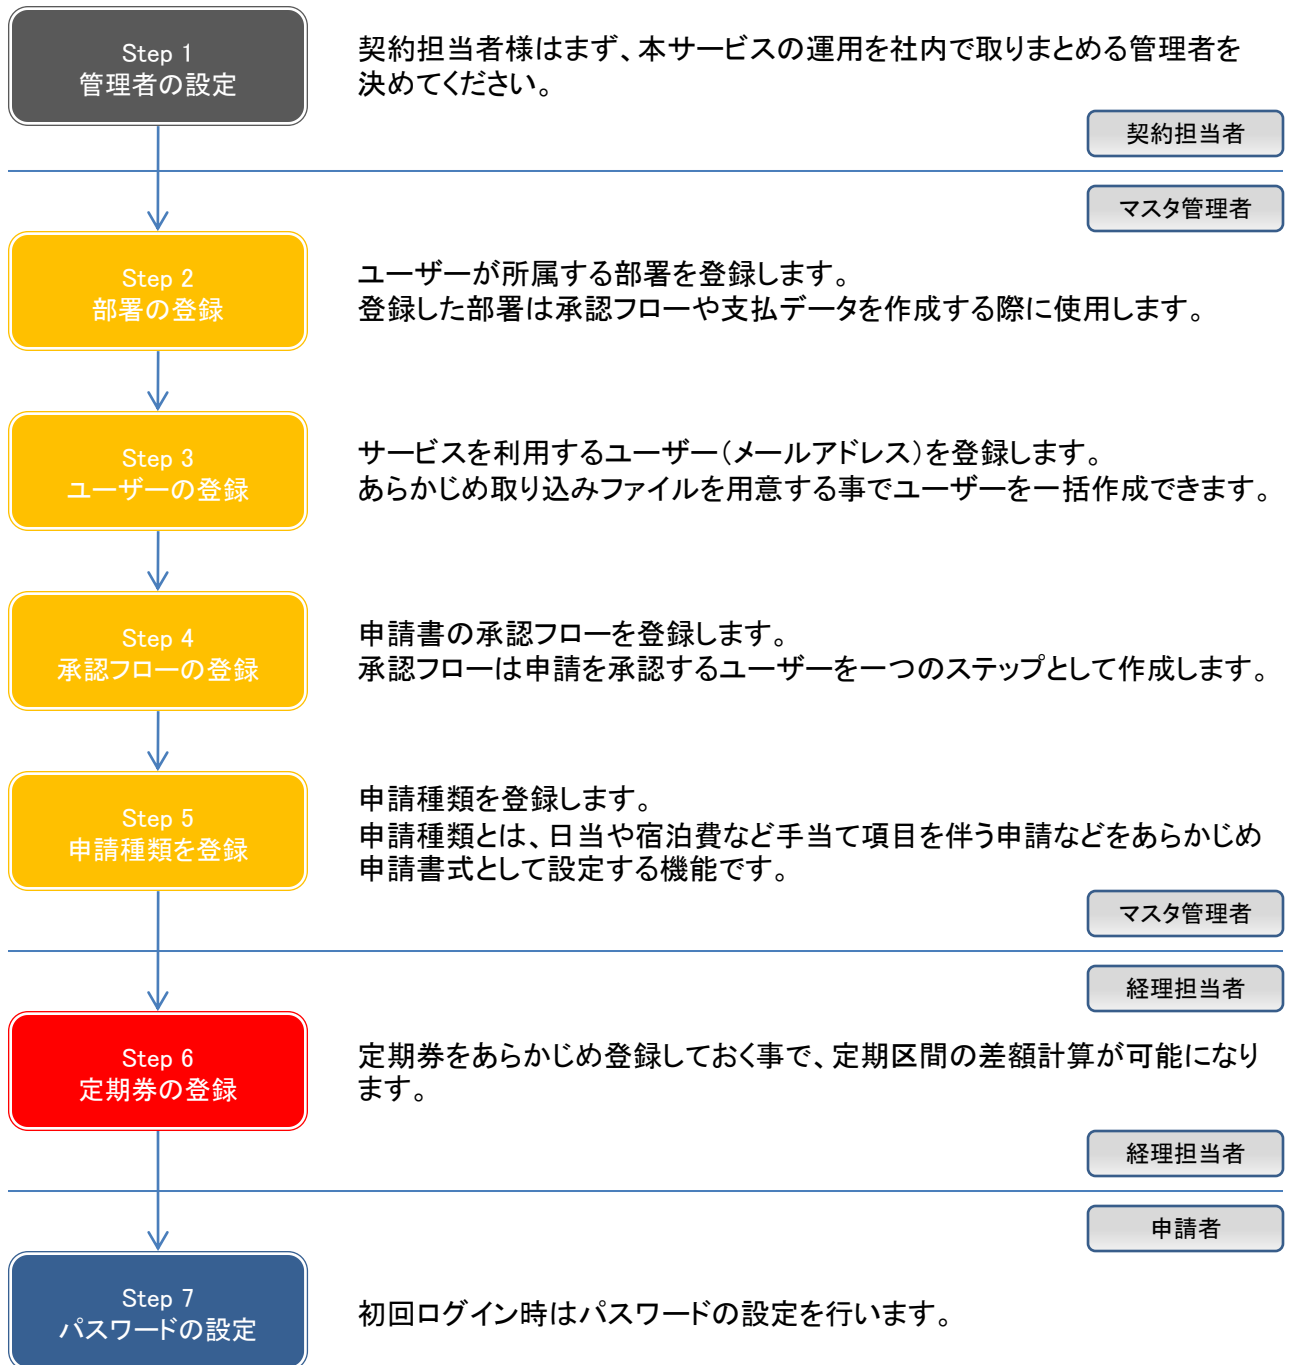 Step 1
管理者の設定
契約担当者様はまず、本サービスの運用を社内で取りまとめる管理者を
決めてください。
契約担当者
マスタ管理者
Step 2
部署の登録
ユーザーが所属する部署を登録します。
登録した部署は承認フローや支払データを作成する際に使用します。
Step 3
ユーザーの登録
サービスを利用するユーザー（メールアドレス）を登録します。
あらかじめ取り込みファイルを用意する事でユーザーを一括作成できます。
Step 4
承認フローの登録
申請書の承認フローを登録します。
承認フローは申請を承認するユーザーを一つのステップとして作成します。
Step 5
申請種類を登録
申請種類を登録します。
申請種類とは、日当や宿泊費など手当て項目を伴う申請などをあらかじめ
申請書式として設定する機能です。
マスタ管理者
経理担当者
Step 6
定期券の登録
定期券をあらかじめ登録しておく事で、定期区間の差額計算が可能になり
ます。
経理担当者
申請者
Step 7
パスワードの設定
初回ログイン時はパスワードの設定を行います。